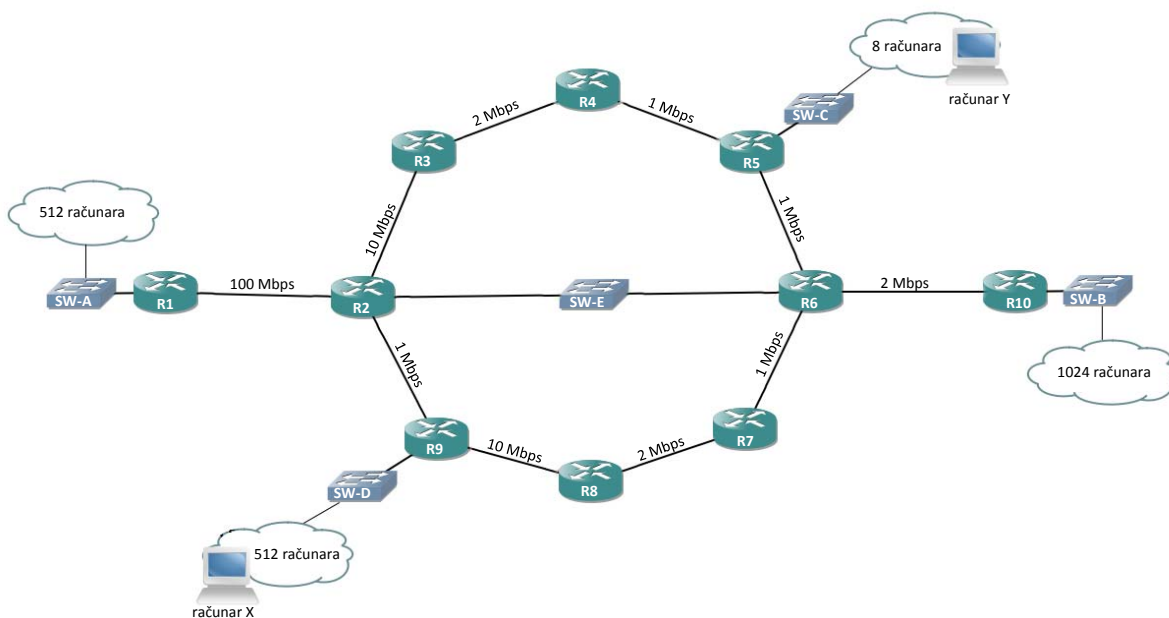 8 računara
računar Y
SW-C
R4
2 Mbps
1 Mbps
R3
R5
512 računara
10 Mbps
1 Mbps
SW-A
R1
100 Mbps
R2
SW-E
R6
2 Mbps
R10
SW-B
1 Mbps
1 Mbps
1024 računara
R9
10 Mbps
R8
2 Mbps
R7
SW-D
512 računara
računar X